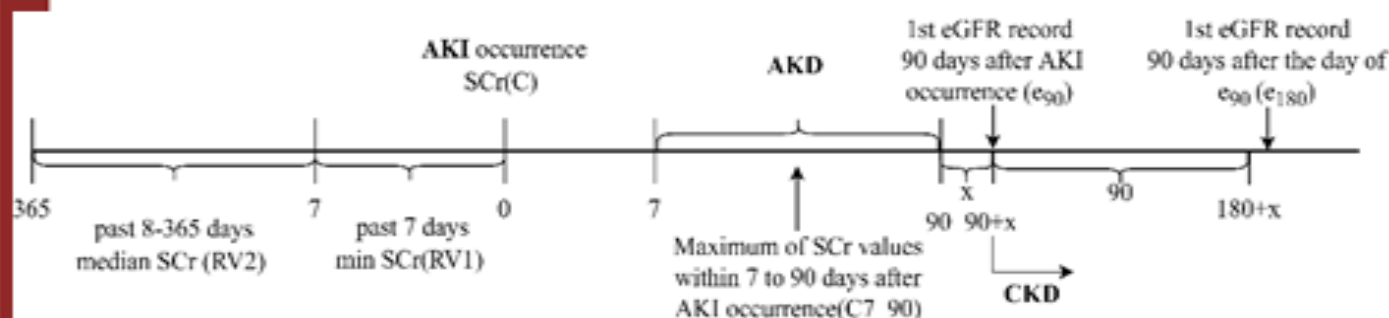 AKI occurrence
SCr(C)
AKD
1st eGFR record
90 days after AKI
occurrence (e90)
1st eGFR record
90 days after the day of
e90 (e180)
365
7
0
7
90
90+x
x
90
180+x
past 8-365 days
median SCr (RV2)
past 7 days
min SCr(RV1)
Maximum of SCr values
within 7 to 90 days after
AKI occurrence(C7_90)
CKD